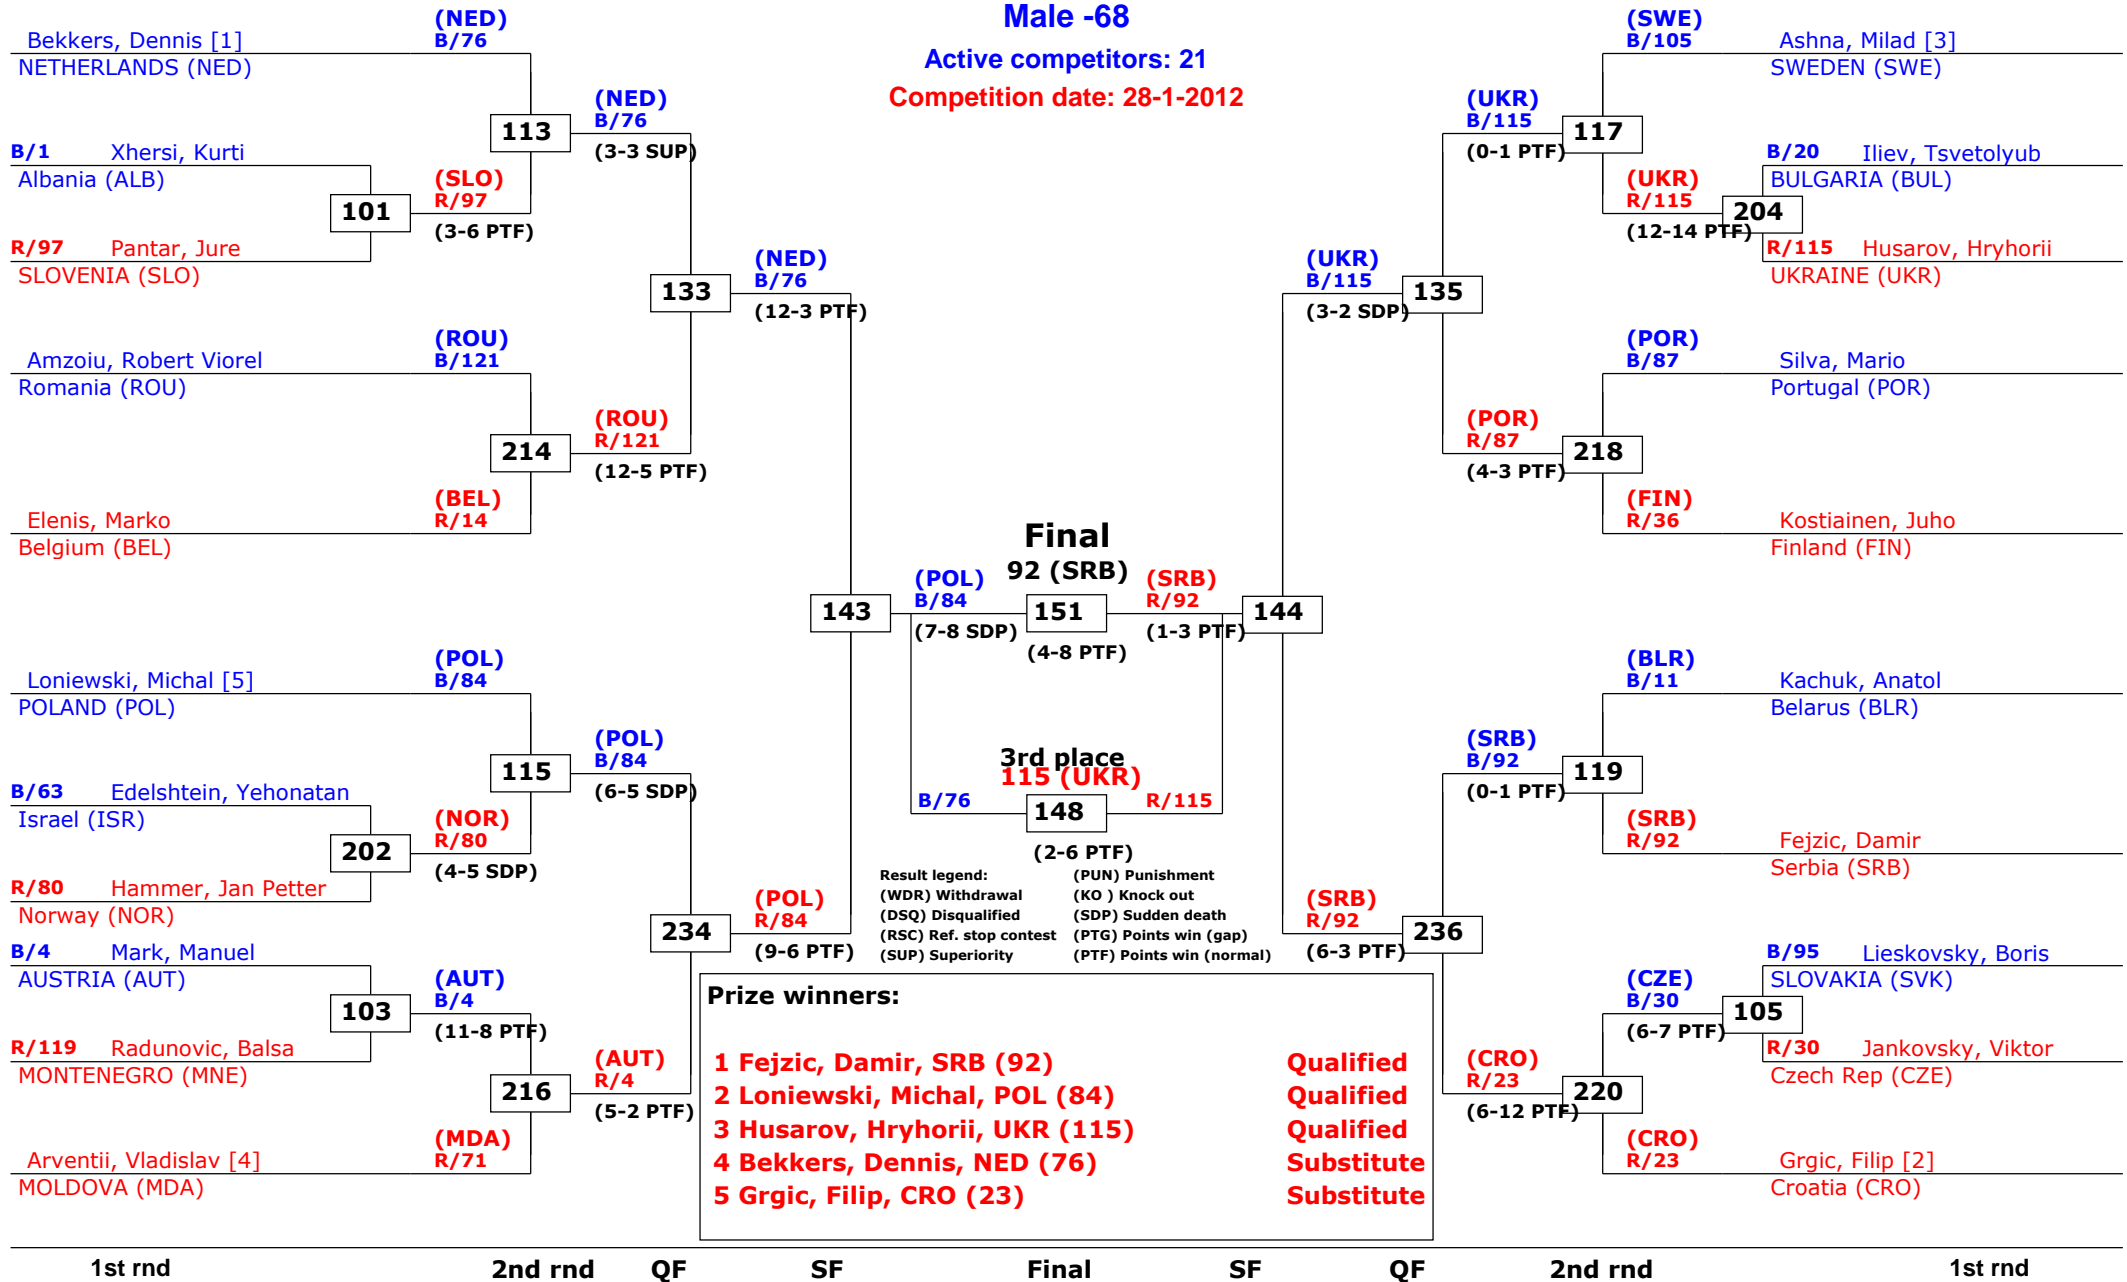 Male -68
Active competitors: 21
Competition date: 28-1-2012
Bekkers, Dennis [1]
NETHERLANDS (NED)
(NED)
B/76
B/1 Xhersi, Kurti
Albania (ALB)
R/97 Pantar, Jure
SLOVENIA (SLO)
101
(SLO)
R/97
(3-6 PTF)
113
(NED)
B/76
(3-3 SUP)
Amzoiu, Robert Viorel
Romania (ROU)
(ROU)
B/121
Elenis, Marko
Belgium (BEL)
(BEL)
R/14
214
(ROU)
R/121
(12-5 PTF)
133
(NED)
B/76
(12-3 PTF)
Loniewski, Michal [5]
POLAND (POL)
(POL)
B/84
B/63 Edelshtein, Yehonatan
Israel (ISR)
R/80 Hammer, Jan Petter
Norway (NOR)
202
(NOR)
R/80
(4-5 SDP)
115
(POL)
B/84
(6-5 SDP)
B/4 Mark, Manuel
AUSTRIA (AUT)
R/119 Radunovic, Balsa
MONTENEGRO (MNE)
103
(AUT)
B/4
(11-8 PTF)
Arventii, Vladislav [4]
MOLDOVA (MDA)
(MDA)
R/71
216
(AUT)
R/4
(5-2 PTF)
234
(POL)
R/84
(9-6 PTF)
143
(POL)
B/84
(7-8 SDP)
Final
92 (SRB)
151
(4-8 PTF)
(SRB)
R/92
(1-3 PTF)
144
3rd place
115 (UKR)
B/76
148
R/115
(2-6 PTF)
(UKR)
B/115
(3-2 SDP)
135
(UKR)
B/115
(0-1 PTF)
117
(SWE)
B/105
Ashna, Milad [3]
SWEDEN (SWE)
(UKR)
R/115
(12-14 PTF)
204
B/20 Iliev, Tsvetolyub
BULGARIA (BUL)
R/115 Husarov, Hryhorii
UKRAINE (UKR)
(POR)
R/87
(4-3 PTF)
218
(POR)
B/87
Silva, Mario
Portugal (POR)
(FIN)
R/36
Kostiainen, Juho
Finland (FIN)
(SRB)
R/92
(6-3 PTF)
236
(SRB)
B/92
(0-1 PTF)
119
(BLR)
B/11
Kachuk, Anatol
Belarus (BLR)
(SRB)
R/92
Fejzic, Damir
Serbia (SRB)
(CRO)
R/23
(6-12 PTF)
220
(CZE)
B/30
(6-7 PTF)
105
B/95 Lieskovsky, Boris
SLOVAKIA (SVK)
R/30 Jankovsky, Viktor
Czech Rep (CZE)
(CRO)
R/23
Grgic, Filip [2]
Croatia (CRO)
Result legend: (PUN) Punishment
(WDR) Withdrawal (KO ) Knock out
(DSQ) Disqualified (SDP) Sudden death
(RSC) Ref. stop contest (PTG) Points win (gap)
(SUP) Superiority (PTF) Points win (normal)
Prize winners:
1 Fejzic, Damir, SRB (92) Qualified
2 Loniewski, Michal, POL (84) Qualified
3 Husarov, Hryhorii, UKR (115) Qualified
4 Bekkers, Dennis, NED (76) Substitute
5 Grgic, Filip, CRO (23) Substitute
1st rnd 2nd rnd QF SF Final SF QF 2nd rnd 1st rnd